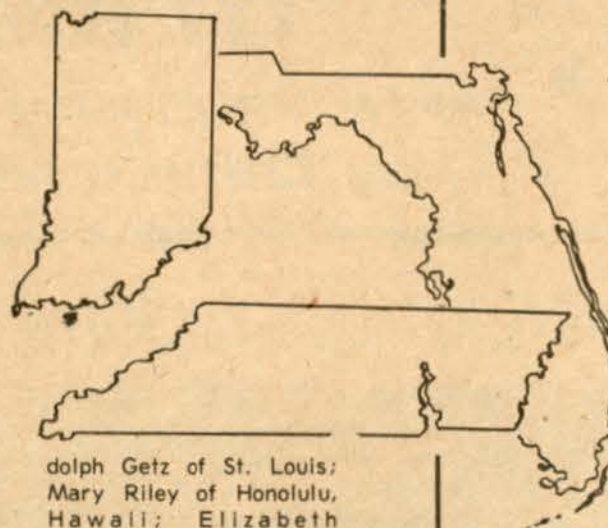 dolph Getz of St. Louis;
Mary Riley of Honolulu,
Hawaii; Elizabeth